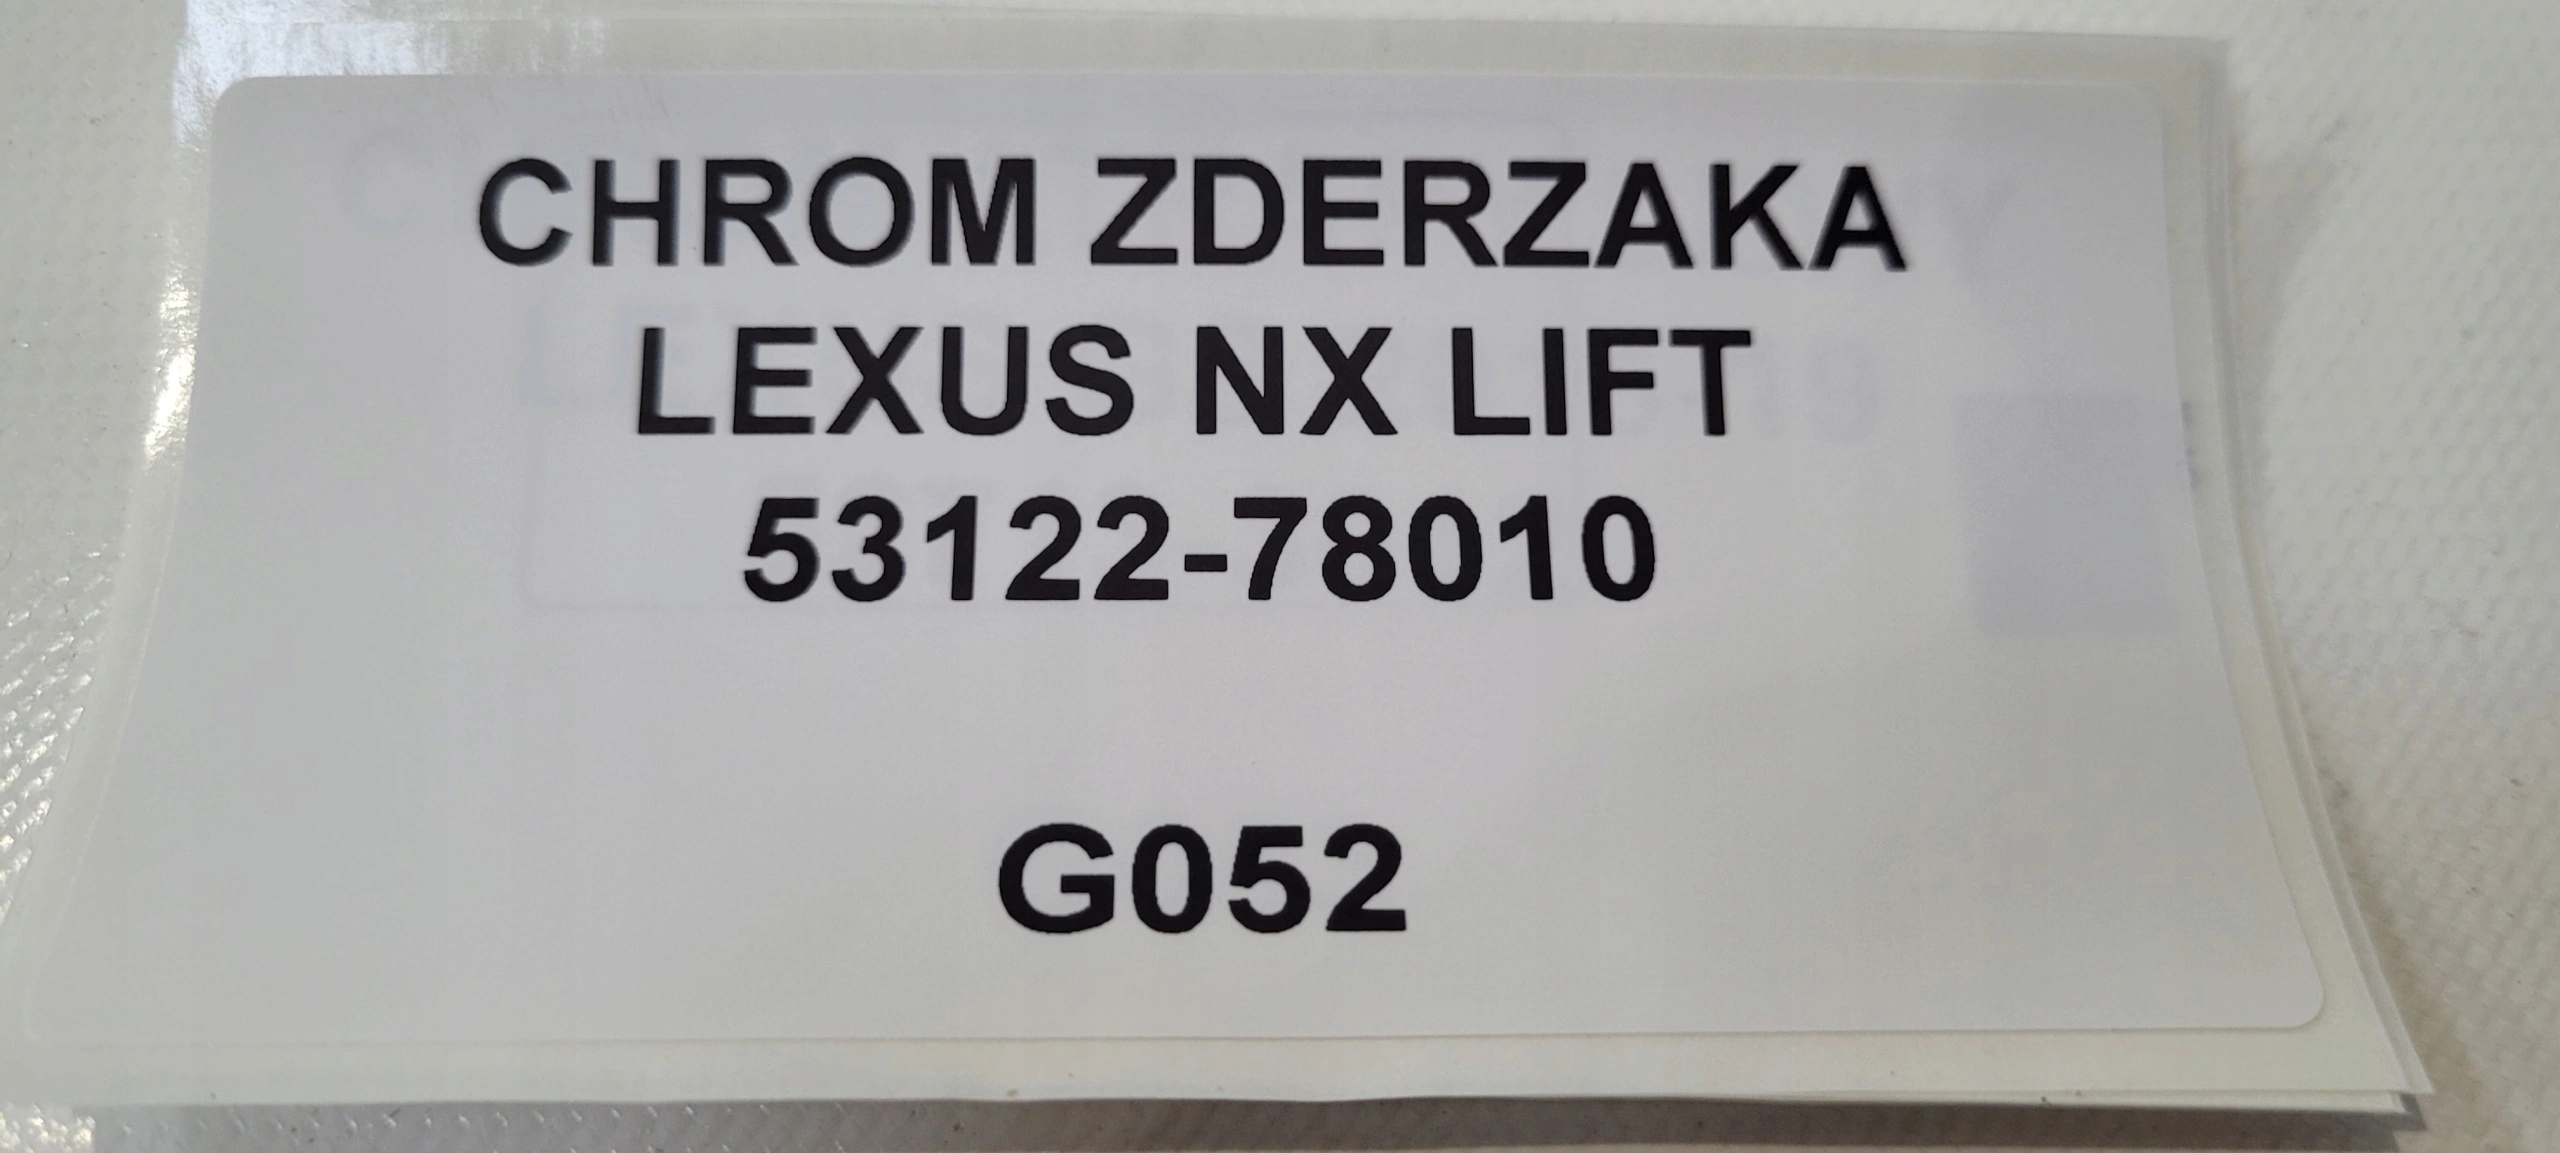 CHROM ZDERZAKA
LEXUS NX LIFT
53122-78010
G052